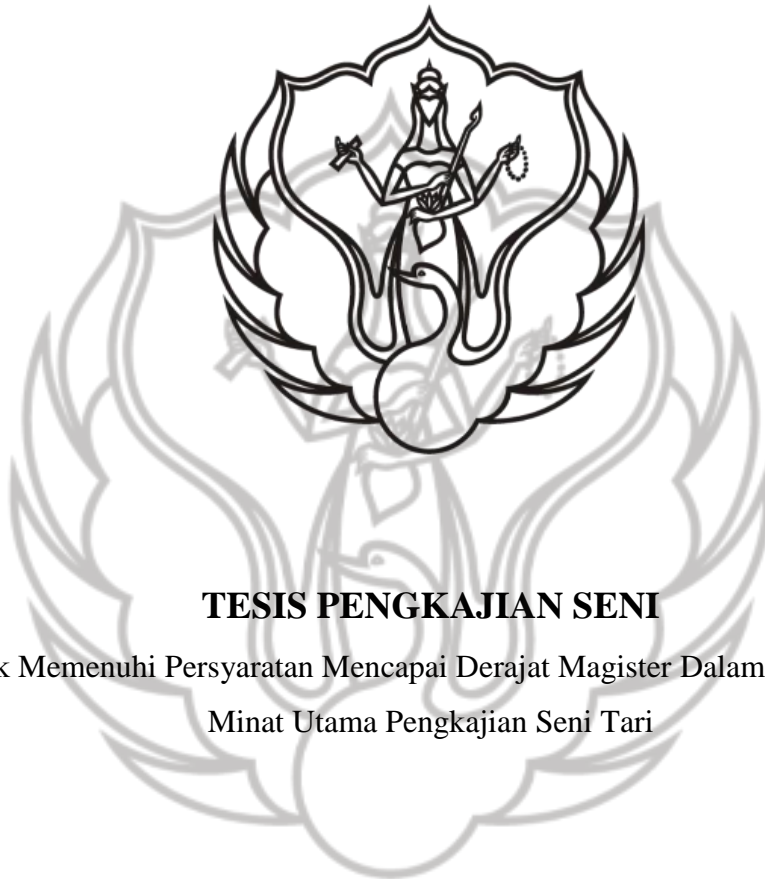 TESIS PENGKAJIAN SENI
Memenuhi Persyaratan Mencapai Derajat Magister Dalam
Minat Utama Pengkajian Seni Tari